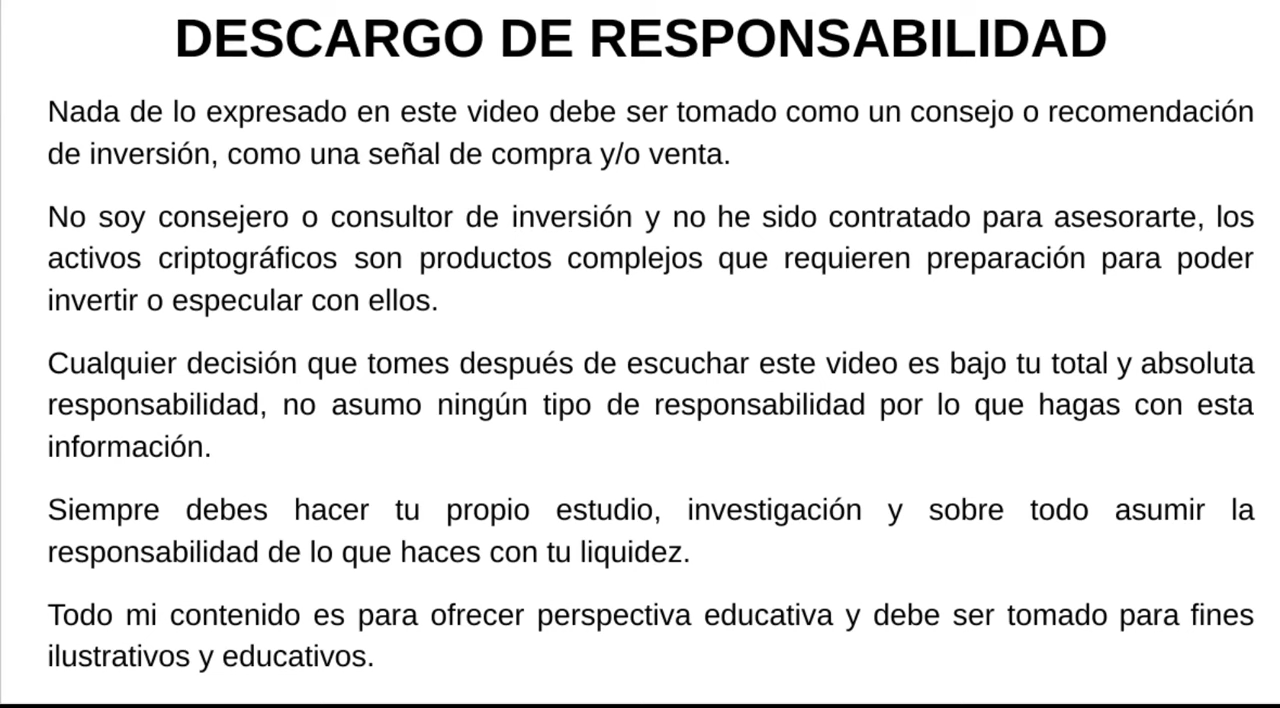 DESCARGO DE RESPONSABILIDAD
Nada de lo expresado en este video debe ser tomado como un consejo o recomendación
de inversión, como una señal de compra y/o venta.
No soy consejero o consultor de inversión y no he sido contratado para asesorarte, los
activos criptográficos son productos complejos que requieren preparación para poder
invertir o especular con ellos.
Cualquier decisión que tomes después de escuchar este video es bajo tu total y absoluta
responsabilidad, no asumo ningún tipo de responsabilidad por lo que hagas con esta
información.
Siempre debes hacer tu propio estudio, investigación y sobre todo asumir la
responsabilidad de lo que haces con tu liquidez.
Todo mi contenido es para ofrecer perspectiva educativa y debe ser tomado para fines
ilustrativos y educativos.